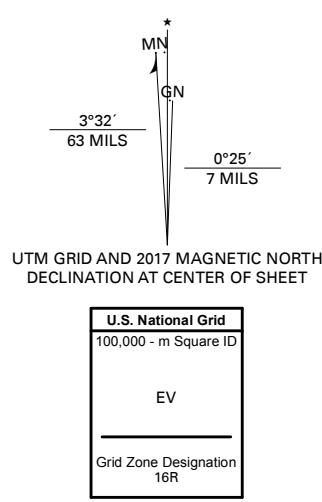 ★
MN
GN
3°32´
63 MILS
0°25´
7 MILS
UTM GRID AND 2017 MAGNETIC NORTH
DECLINATION AT CENTER OF SHEET
U.S. National Grid
100,000 - m Square ID
EV
Grid Zone Designation
16R